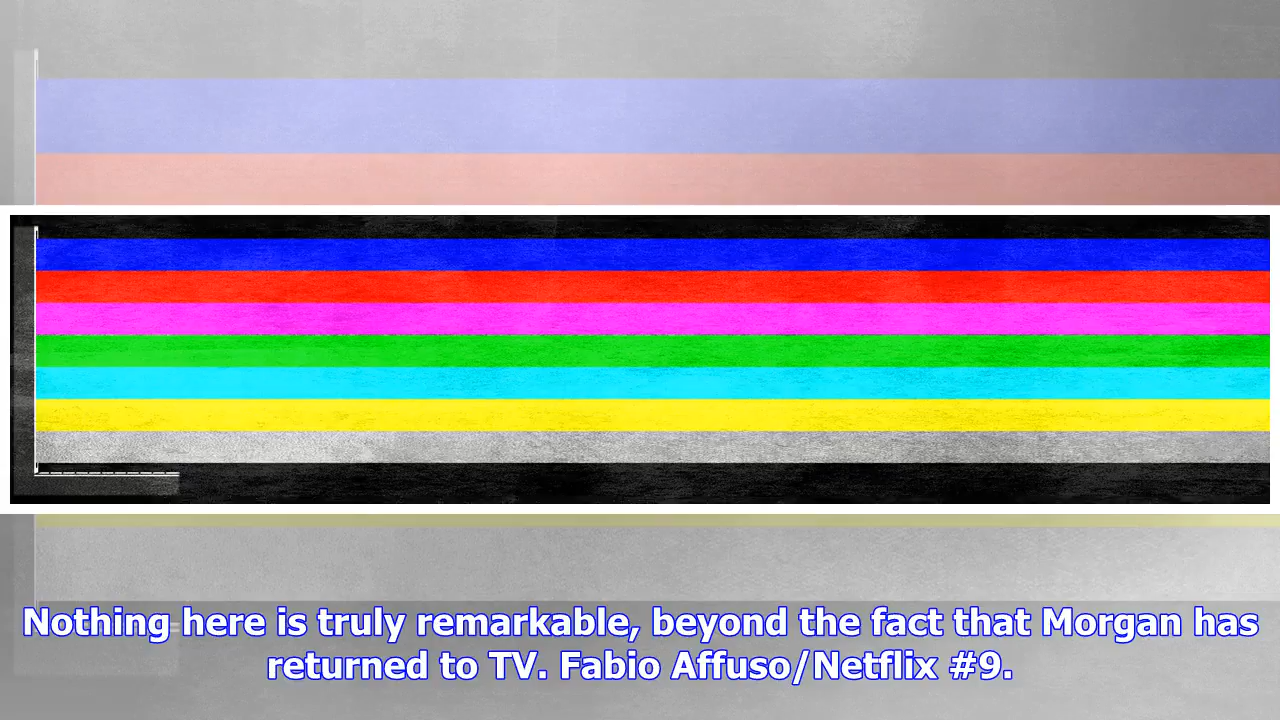 Nothing here is truly remarkable, beyond the fact that Morgan has
returned to TV. Fabio Affuso/Netflix #9.